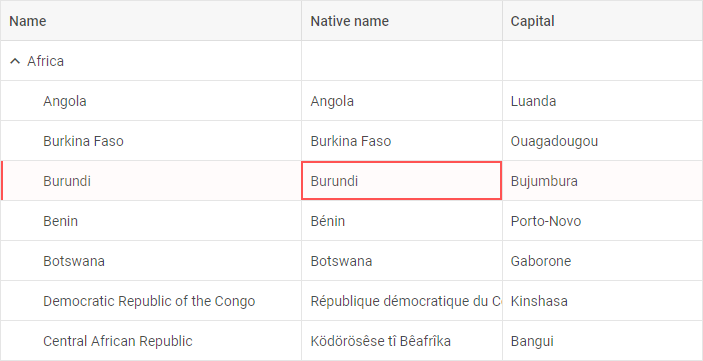 Name Native name Capital
Africa
Angola Angola Luanda
Burkina Faso Burkina Faso Ouagadougou
Burundi Burundi Bujumbura
Benin Bénin Porto-Novo
Botswana Botswana Gaborone
Democratic Republic of the Congo République démocratique du C Kinshasa
Central African Republic Ködörösêse tî Bêafrîka Bangui